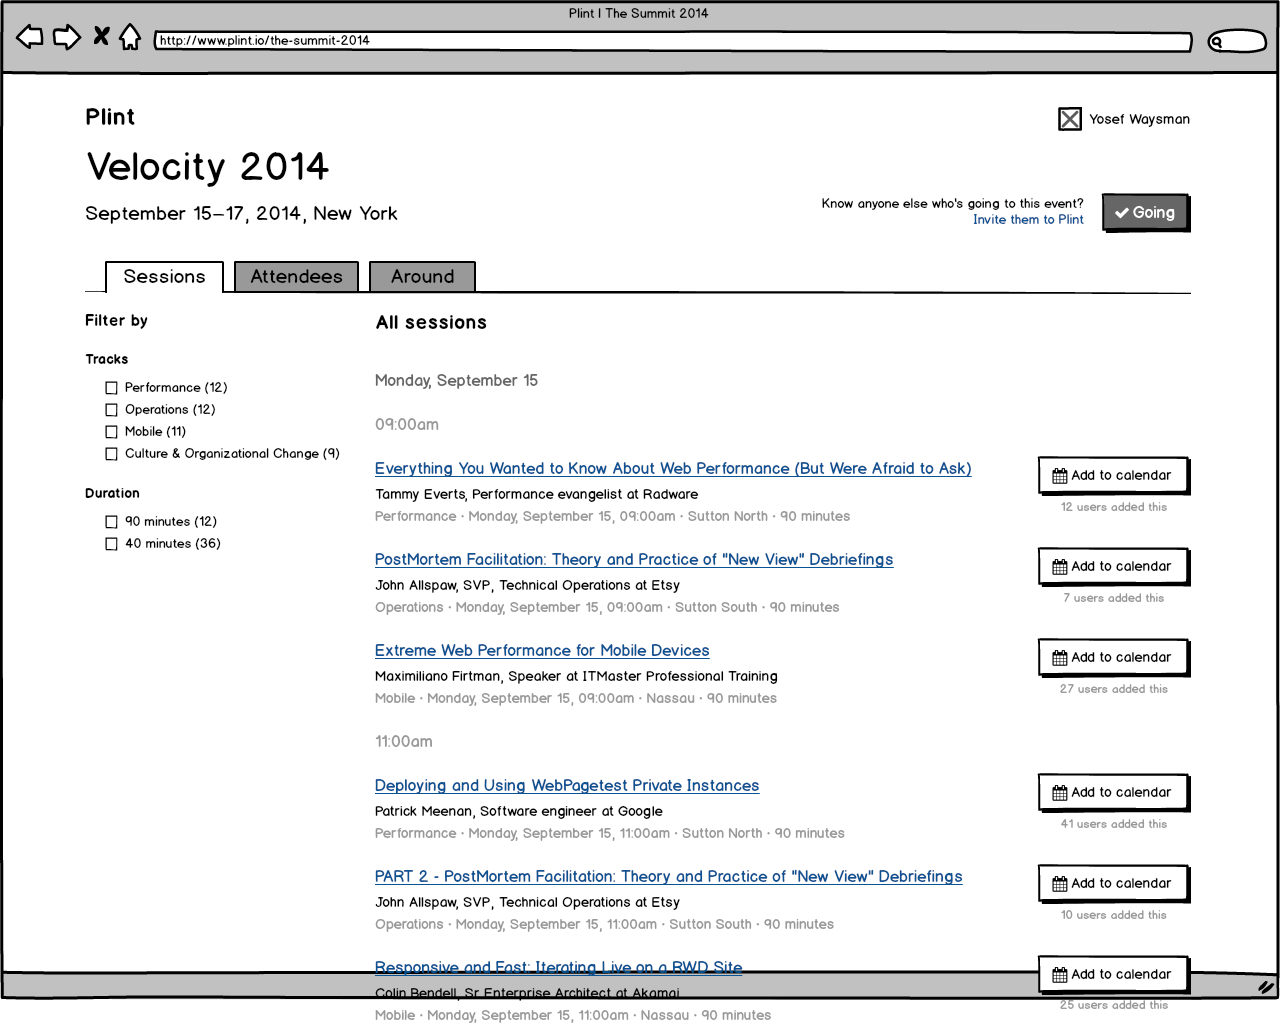 Plint | The Summit 2014
http://www.plint.io/the-summit-2014
Plint
Yosef Waysman
Velocity 2014
September 15–17, 2014, New York
Know anyone else who's going to this event?
Invite them to Plint
Going
Sessions
Attendees
Around
Filter by
Tracks
Performance (12)
Operations (12)
Mobile (11)
Culture & Organizational Change (9)
Duration
90 minutes (12)
40 minutes (36)
All sessions
Monday, September 15
09:00am
Everything You Wanted to Know About Web Performance (But Were Afraid to Ask)
Tammy Everts, Performance evangelist at Radware
Performance · Monday, September 15, 09:00am · Sutton North · 90 minutes
Add to calendar
12 users added this
PostMortem Facilitation: Theory and Practice of "New View" Debriefings
John Allspaw, SVP, Technical Operations at Etsy
Operations · Monday, September 15, 09:00am · Sutton South · 90 minutes
Add to calendar
7 users added this
Extreme Web Performance for Mobile Devices
Maximiliano Firtman, Speaker at ITMaster Professional Training
Mobile · Monday, September 15, 09:00am · Nassau · 90 minutes
Add to calendar
27 users added this
11:00am
Deploying and Using WebPagetest Private Instances
Patrick Meenan, Software engineer at Google
Performance · Monday, September 15, 11:00am · Sutton North · 90 minutes
Add to calendar
41 users added this
PART 2 - PostMortem Facilitation: Theory and Practice of "New View" Debriefings
John Allspaw, SVP, Technical Operations at Etsy
Operations · Monday, September 15, 11:00am · Sutton South · 90 minutes
Add to calendar
10 users added this
Responsive and Fast: Iterating Live on a RWD Site
Colin Bendell, Sr Enterprise Architect at Akamai
Mobile · Monday, September 15, 11:00am · Nassau · 90 minutes
Add to calendar
25 users added this